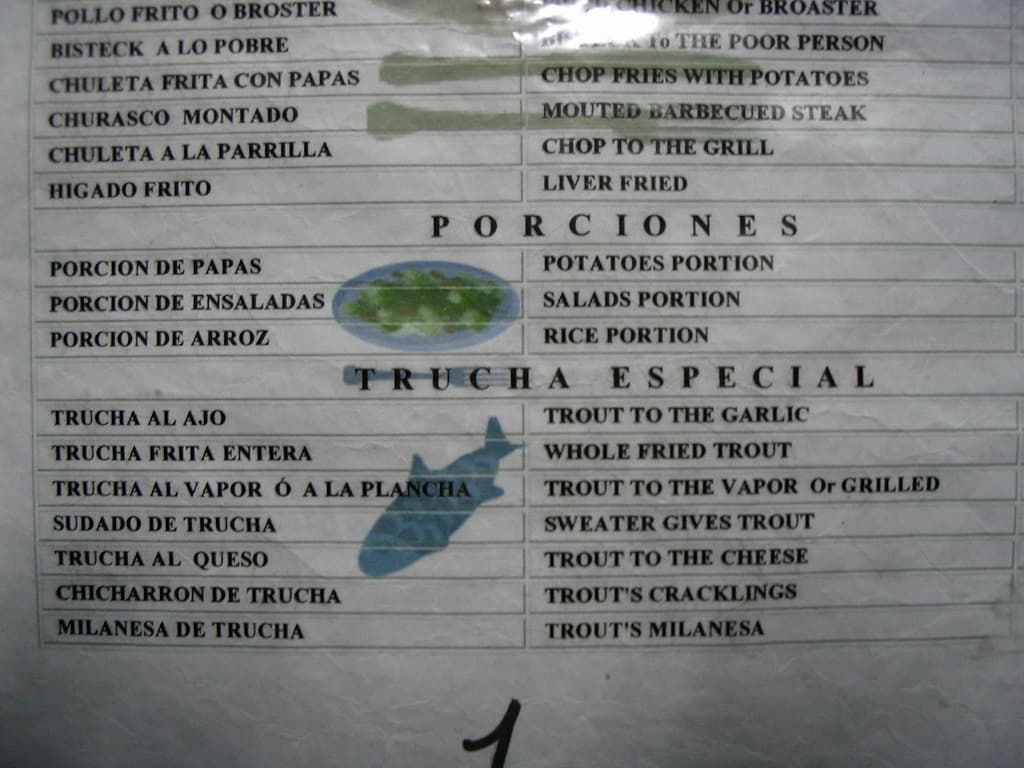 POLLO FRITO O BROSTER CHICKEN Or BROASTER
BISTECK A LO POBRE BISTECK To THE POOR PERSON
CHULETA FRITA CON PAPAS CHOP FRIES WITH POTATOES
CHURASCO MONTADO MOUTED BARBECUED STEAK
CHULETA A LA PARRILLA CHOP TO THE GRILL
HIGADO FRITO LIVER FRIED
PORCIONES
PORCION DE PAPAS POTATOES PORTION
PORCION DE ENSALADAS SALADS PORTION
PORCION DE ARROZ RICE PORTION
TRUCHA ESPECIAL
TRUCHA AL AJO TROUT TO THE GARLIC
TRUCHA FRITA ENTERA WHOLE FRIED TROUT
TRUCHA AL VAPOR Ó A LA PLANCHA TROUT TO THE VAPOR Or GRILLED
SUDADO DE TRUCHA SWEATER GIVES TROUT
TRUCHA AL QUESO TROUT TO THE CHEESE
CHICHARRON DE TRUCHA TROUT'S CRACKLINGS
MILANESA DE TRUCHA TROUT'S MILANESA
1